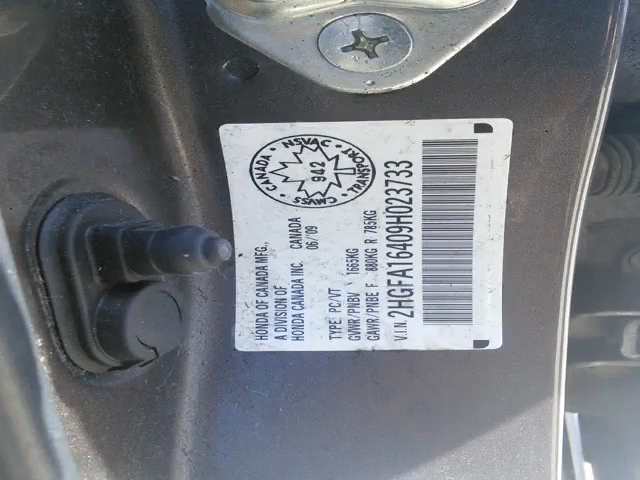 HONDA OF CANADA MFG.,
A DIVISION OF
HONDA CANADA INC. CANADA
06/09
CANADA
TRANSPORT
942
CMVSS
NSVAC
TYPE: PC/VT
GVWR/PNBV 1665KG
GAWR/PNBE F 880KG R 785KG
V.I.N. 2HGFA16409H023733